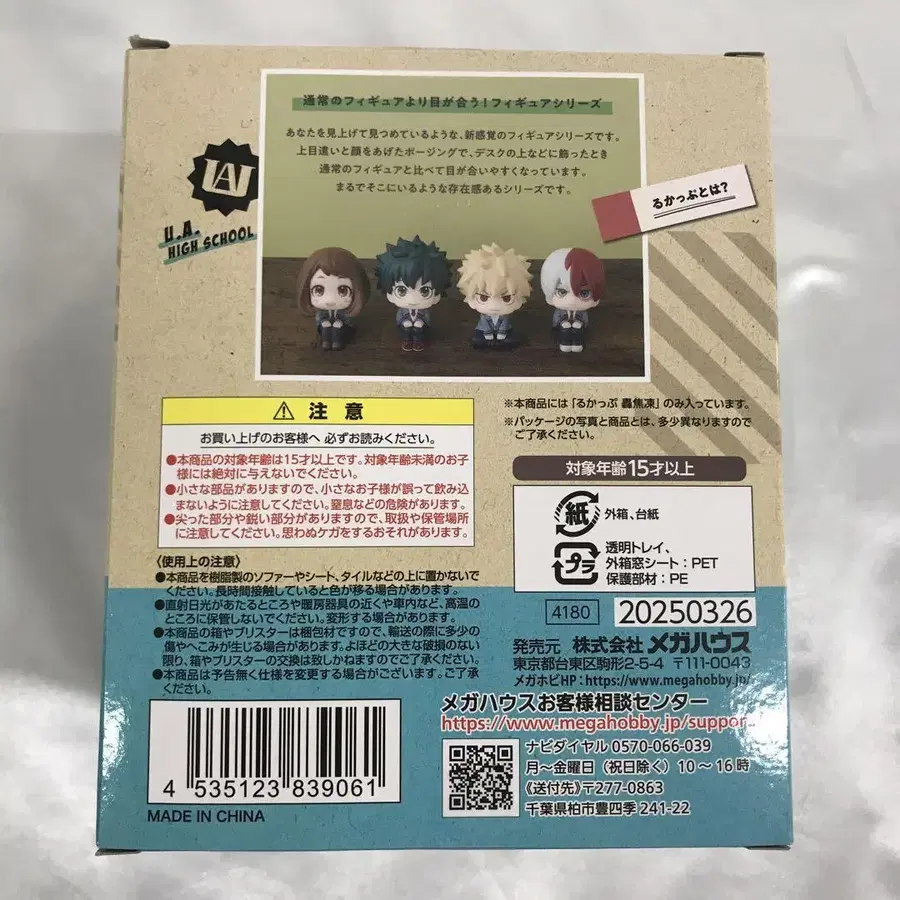 通常のフィギュアより目が合う!フィギュアシリーズ
あなたを見上げて見つめているような、新感覚のフィギュアシリーズです。
上目遣いと顔をあげたポージングで、デスクの上などに飾ったとき
通常のフィギュアと比べて目が合いやすくなっています。
まるでそこにいるような存在感あるシリーズです。
るかっぷとは?
UA
U.A.
HIGH SCHOOL
注意
お買い上げのお客様へ 必ずお読みください。
●本商品の対象年齢は15才以上です。対象年齢未満のお子
様には絶対に与えないでください。
●小さな部品がありますので、小さなお子様が誤って飲み込
まないように注意してください。窒息などの危険があります。
●尖った部分や鋭い部分がありますので、取扱や保管場所
に注意してください。思わぬケガをするおそれがあります。
〈使用上の注意〉
●本商品を樹脂製のソファーやシート、タイルなどの上に置かないで
ください。長時間接触していると色が移る場合があります。
●直射日光があたるところや暖房器具の近くや車内など、高温の
ところに保管しないでください。変形する場合があります。
●本商品の箱やブリスターは梱包材ですので、輸送の際に多少の
傷やへこみが生じる場合があります。よほどの大きな破損のない
限り、箱やブリスターの交換は致しかねますのでご了承ください。
●本商品は予告無く仕様を変更する場合がございます。ご了承
ください。
※本商品には「るかっぷ 轟焦凍」のみ入っています。
※パッケージの写真と商品とは、多少異なりますので
ご了承ください。
対象年齢15才以上
紙 外箱、台紙
プラ 透明トレイ、
外箱窓シート:PET
保護部材:PE
4180 20250326
発売元 株式会社 メガハウス
東京都台東区駒形2-5-4 〒111-0043
メガホビHP:https://www.megahobby.jp/
メガハウスお客様相談センター
https://www.megahobby.jp/suppor
ナビダイヤル 0570-066-039
月~金曜日(祝日除く)10~16時
〈送付先〉〒277-0863
千葉県柏市豊四季 241-22
4 535123 839061
MADE IN CHINA